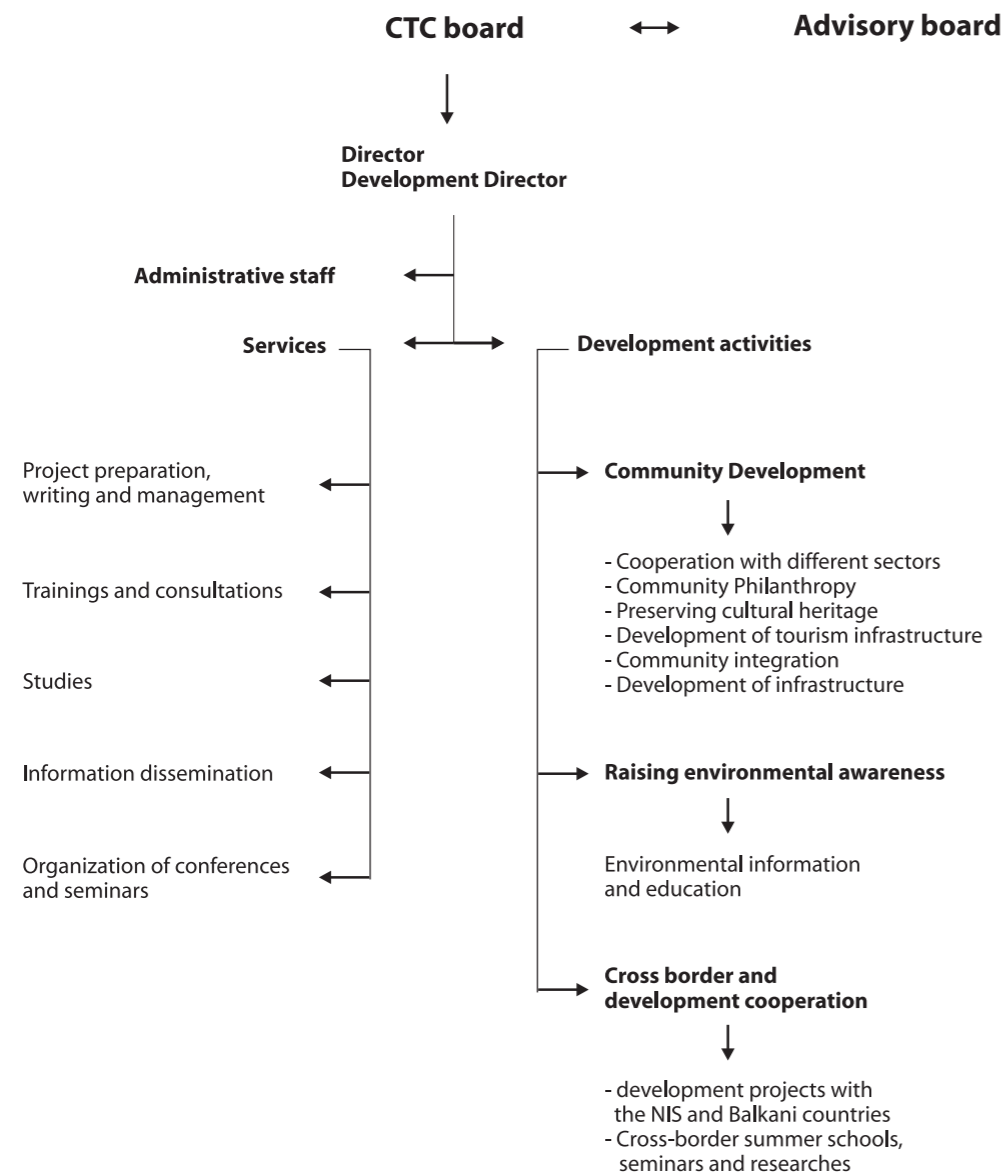 CTC board
Advisory board
Director
Development Director
Administrative staff
Services
Project preparation,
writing and management
Trainings and consultations
Studies
Information dissemination
Organization of conferences
and seminars
Development activities
Community Development
- Cooperation with different sectors
- Community Philanthropy
- Preserving cultural heritage
- Development of tourism infrastructure
- Community integration
- Development of infrastructure
Raising environmental awareness
Environmental information
and education
Cross border and
development cooperation
- development projects with
the NIS and Balkani countries
- Cross-border summer schools,
seminars and researches